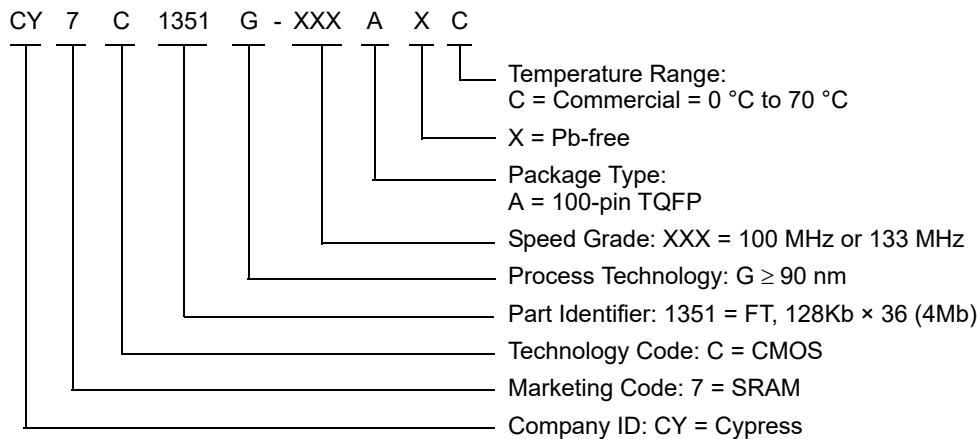 CY 7 C 1351 G - XXX A X C
Temperature Range:
C = Commercial = 0 °C to 70 °C
X = Pb-free
Package Type:
A = 100-pin TQFP
Speed Grade: XXX = 100 MHz or 133 MHz
Process Technology: G ≥ 90 nm
Part Identifier: 1351 = FT, 128Kb × 36 (4Mb)
Technology Code: C = CMOS
Marketing Code: 7 = SRAM
Company ID: CY = Cypress